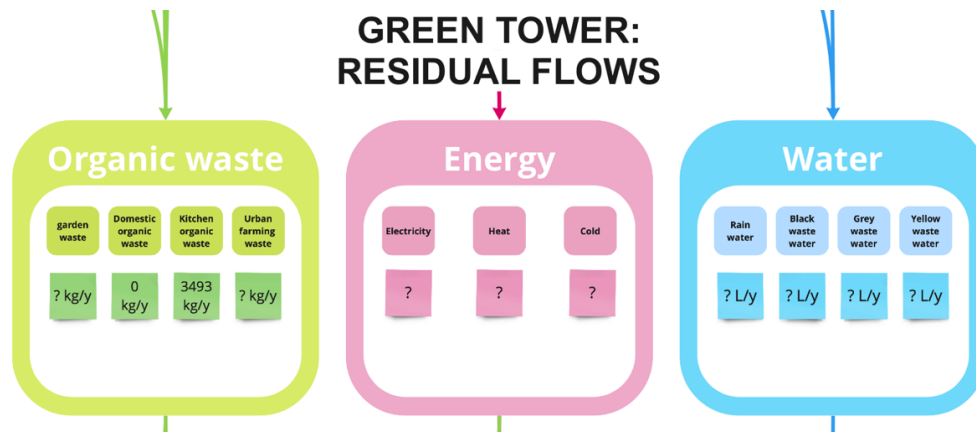 GREEN TOWER:
RESIDUAL FLOWS
Organic waste
garden
waste
Domestic
organic
waste
Kitchen
organic
waste
Urban
farming
waste
? kg/y
0
kg/y
3493
kg/y
? kg/y
Energy
Electricity
Heat
Cold
?
?
?
Water
Rain
water
Black
waste
water
Grey
waste
water
Yellow
waste
water
? L/y
? L/y
? L/y
? L/y